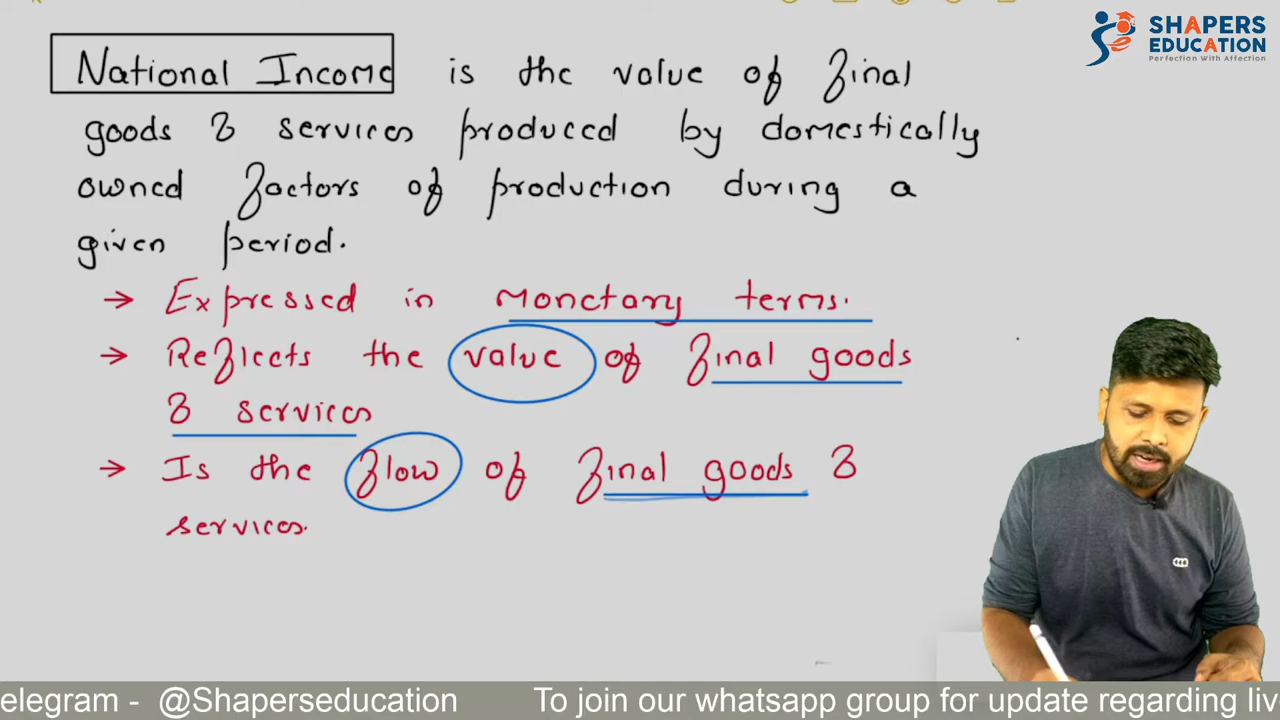 SHAPERS
EDUCATION
Perfection With Affection
National Income is the value of final
goods & services produced by domestically
owned factors of production during a
given period.
→ Expressed in monetary terms.
→ Reflects the value of final goods
& services
→ Is the flow of final goods &
services.
elegram - @Shaperseducation To join our whatsapp group for update regarding liv